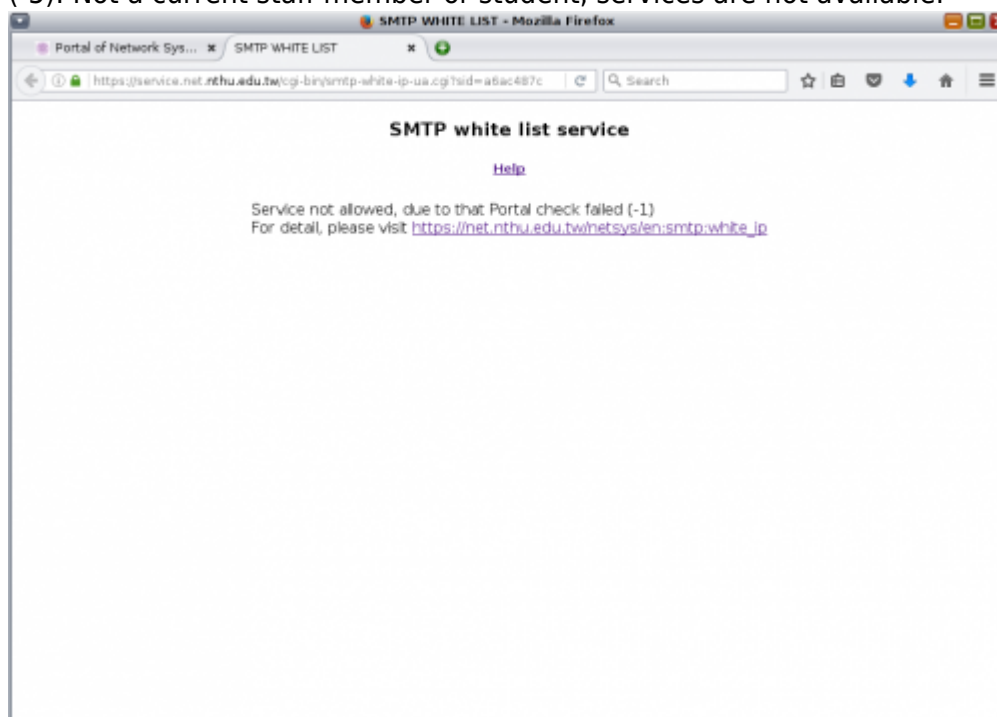 (-3): Not a current staff member or student, services are not available.
SMTP WHITE LIST - Mozilla Firefox
Portal of Network Sys...
SMTP WHITE LIST
https://service.net.nthu.edu.tw/cgi-bin/smtp-white-ip-ua.cgi?sid=a6ac487c
Search
SMTP white list service
Help
Service not allowed, due to that Portal check failed (-1)
For detail, please visit https://net.nthu.edu.tw/netsys/en:smtp:white_ip